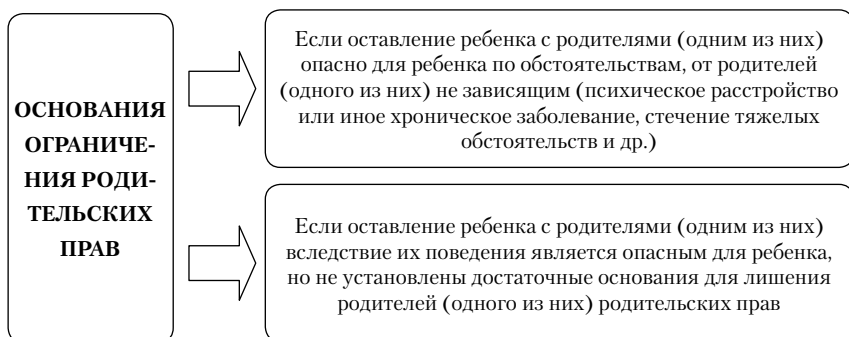 ОСНОВАНИЯ
ОГРАНИЧЕ-
НИЯ РОДИ-
ТЕЛЬСКИХ
ПРАВ
Если оставление ребенка с родителями (одним из них)
опасно для ребенка по обстоятельствам, от родителей
(одного из них) не зависящим (психическое расстройство
или иное хроническое заболевание, стечение тяжелых
обстоятельств и др.)
Если оставление ребенка с родителями (одним из них)
вследствие их поведения является опасным для ребенка,
но не установлены достаточные основания для лишения
родителей (одного из них) родительских прав